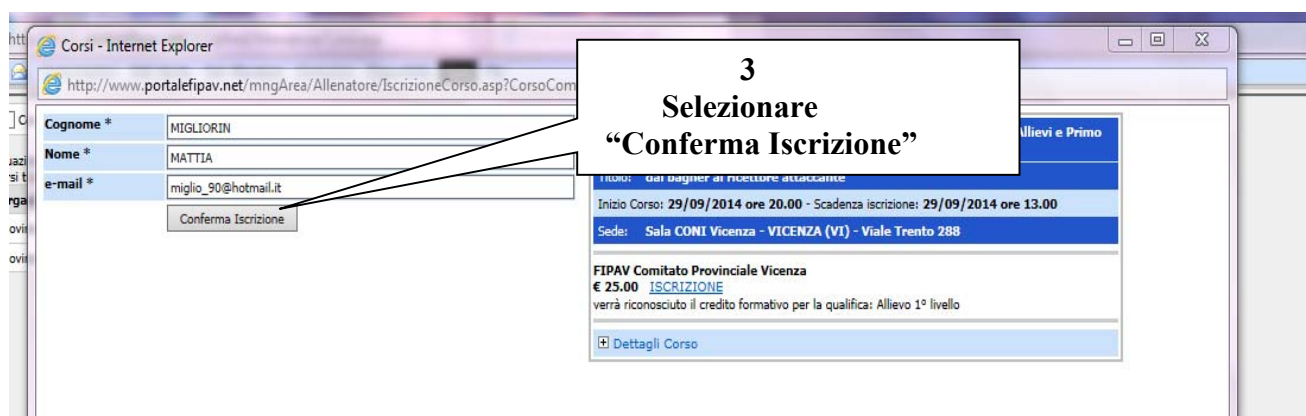 htt
Corsi - Internet Explorer
http://www.portalefipav.net/mngArea/Allenatore/IscrizioneCorso.asp?CorsoCom
3
Selezionare
“Conferma Iscrizione”
Cognome *
MIGLIORIN
Nome *
MATTIA
e-mail *
miglio_90@hotmail.it
Conferma Iscrizione
Allievi e Primo
Titolo: dal bagher al ricettore attaccante
Inizio Corso: 29/09/2014 ore 20.00 - Scadenza iscrizione: 29/09/2014 ore 13.00
Sede: Sala CONI Vicenza - VICENZA (VI) - Viale Trento 288
FIPAV Comitato Provinciale Vicenza
€ 25.00 ISCRIZIONE
verrà riconosciuto il credito formativo per la qualifica: Allievo 1º livello
Dettagli Corso